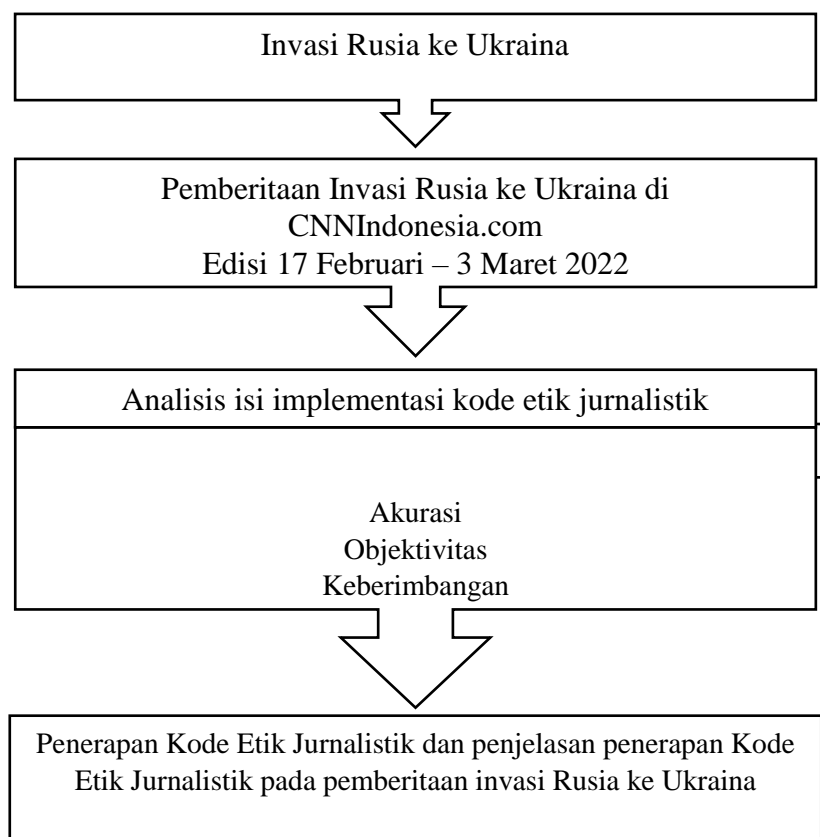 Invasi Rusia ke Ukraina
Pemberitaan Invasi Rusia ke Ukraina di
CNNIndonesia.com
Edisi 17 Februari – 3 Maret 2022
Analisis isi implementasi kode etik jurnalistik
Akurasi
Objektivitas
Keberimbangan
Penerapan Kode Etik Jurnalistik dan penjelasan penerapan Kode
Etik Jurnalistik pada pemberitaan invasi Rusia ke Ukraina